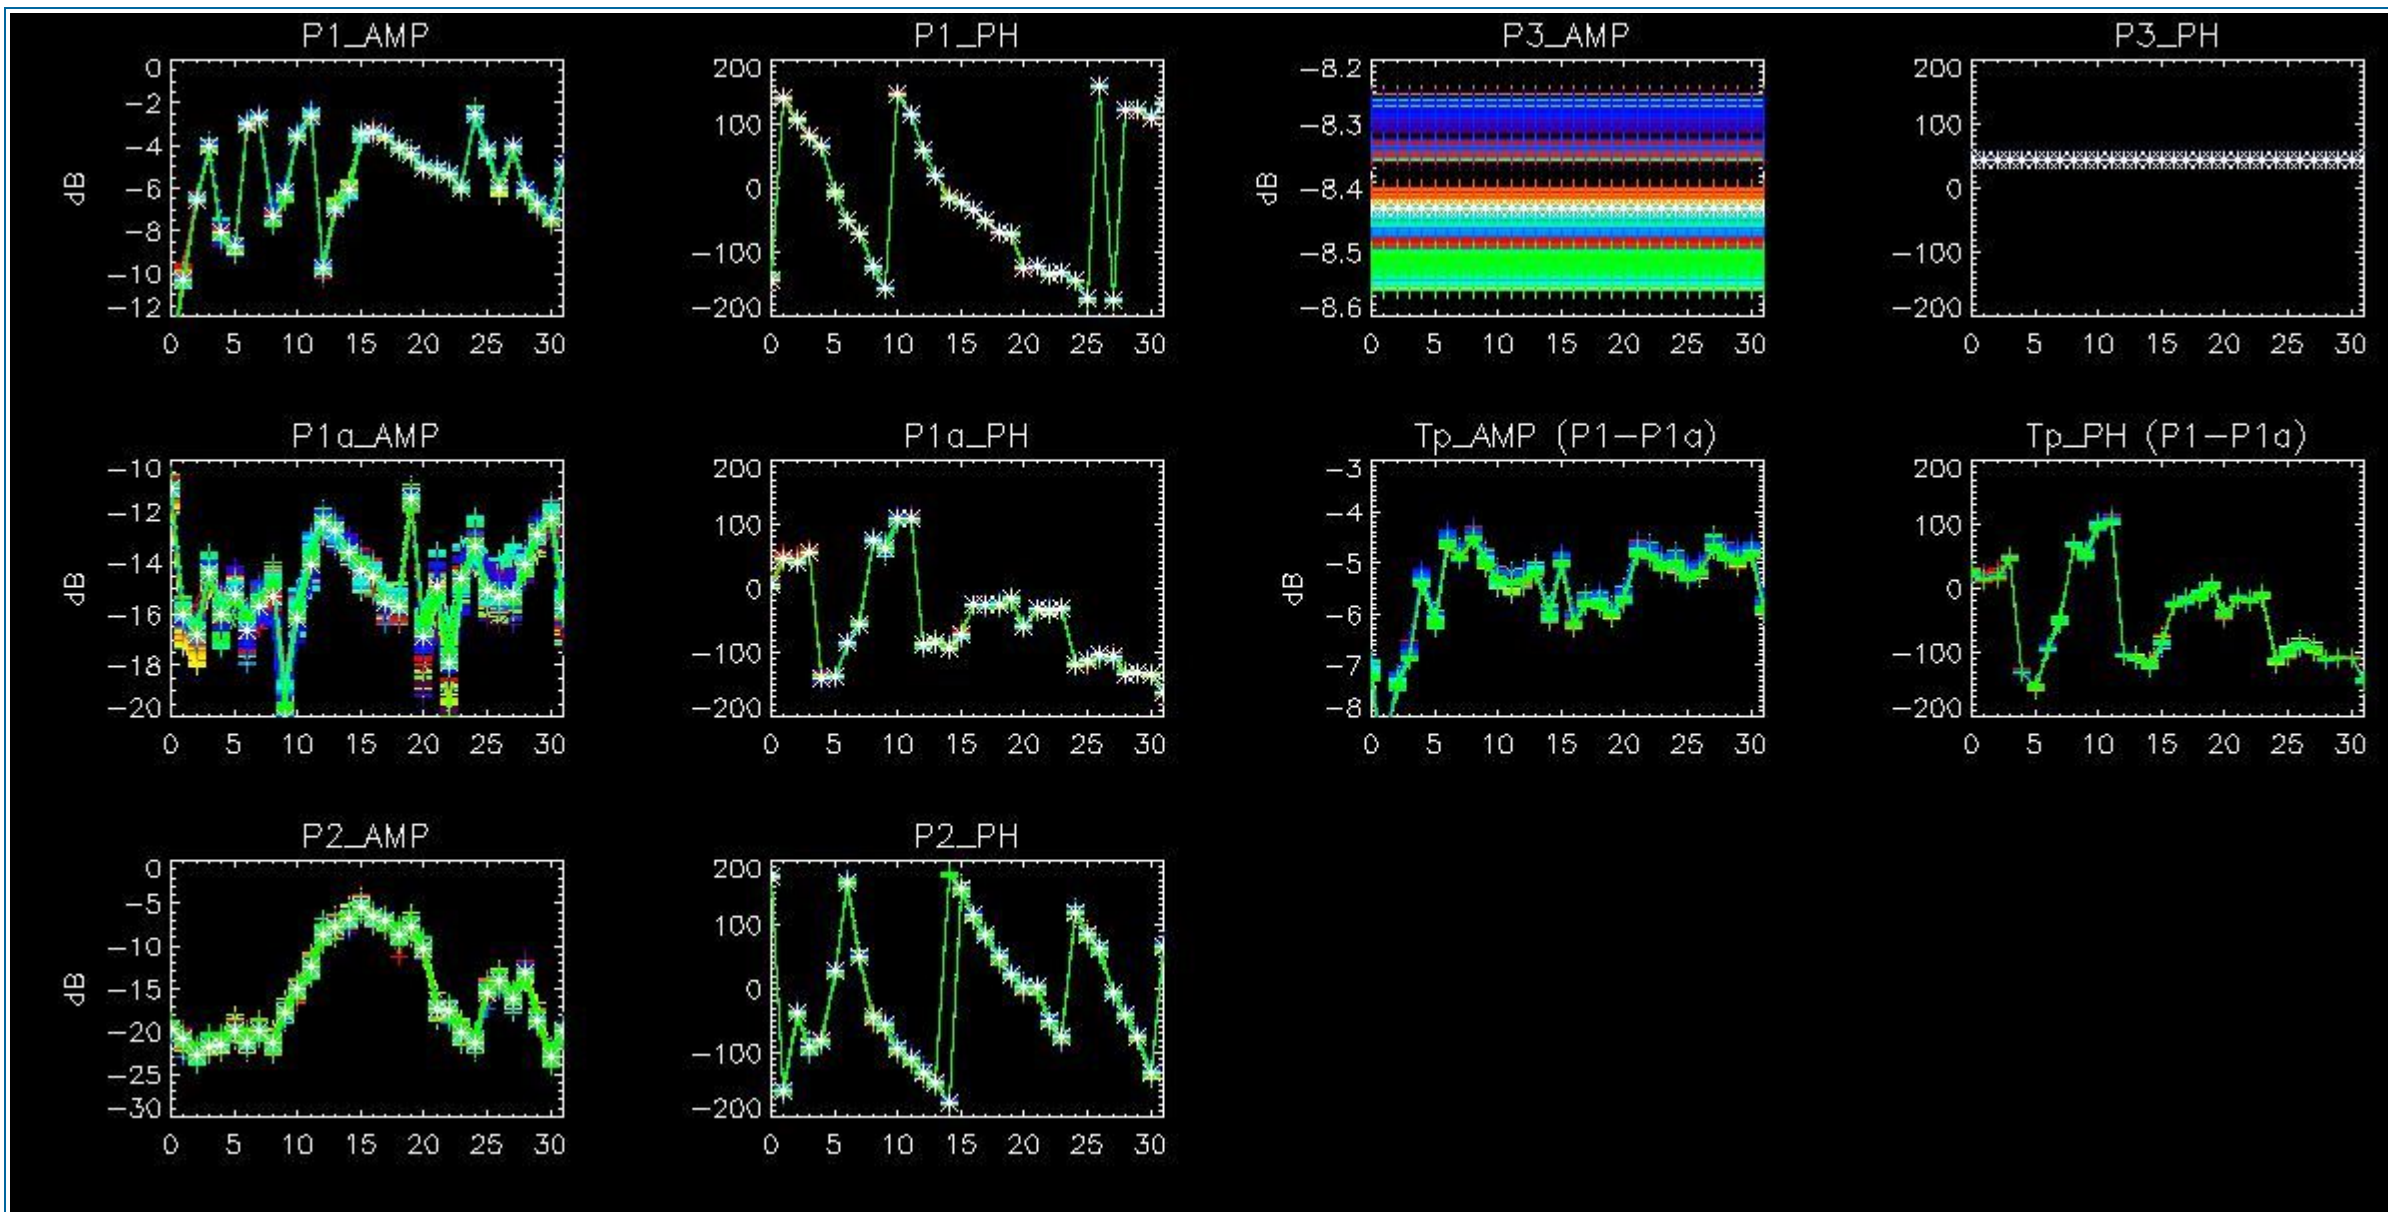 P1_AMP P1_PH P3_AMP P3_PH
0 200 −8.2 200
−2
100 −8.3 100
−4
dB −6 0 dB −8.4 0
−8
−100 −8.5 −100
−10
−12 −200 −8.6 −200
0 5 10 15 20 25 30 0 5 10 15 20 25 30 0 5 10 15 20 25 30 0 5 10 15 20 25 30
P1a_AMP P1a_PH Tp_AMP (P1−P1a) Tp_PH (P1−P1a)
−10 200 −3 200
−12 100 −4 100
dB −14 0 dB −5 0
−16 −6
−18 −100 −7 −100
−20 −200 −8 −200
0 5 10 15 20 25 30 0 5 10 15 20 25 30 0 5 10 15 20 25 30 0 5 10 15 20 25 30
P2_AMP P2_PH
0 200
−5
100
−10
dB −15 0
−20
−100
−25
−30 −200
0 5 10 15 20 25 30 0 5 10 15 20 25 30